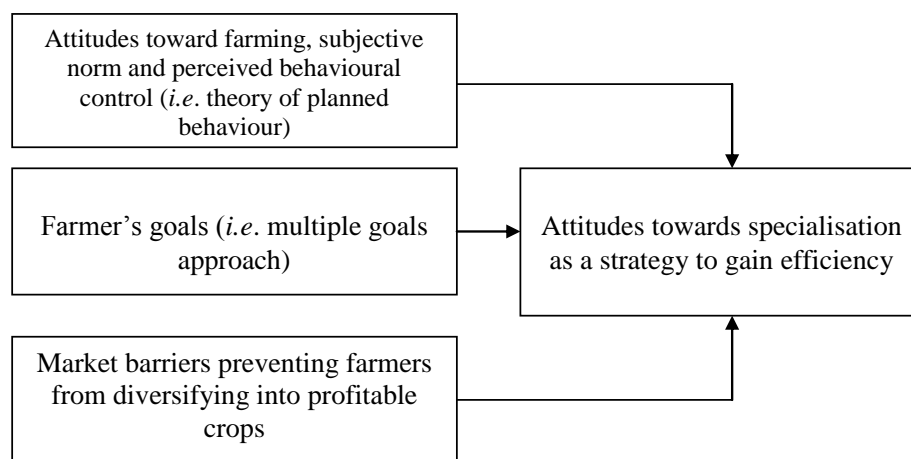 Attitudes toward farming, subjective
norm and perceived behavioural
control (i.e. theory of planned
behaviour)
Farmer's goals (i.e. multiple goals
approach)
Attitudes towards specialisation
as a strategy to gain efficiency
Market barriers preventing farmers
from diversifying into profitable
crops